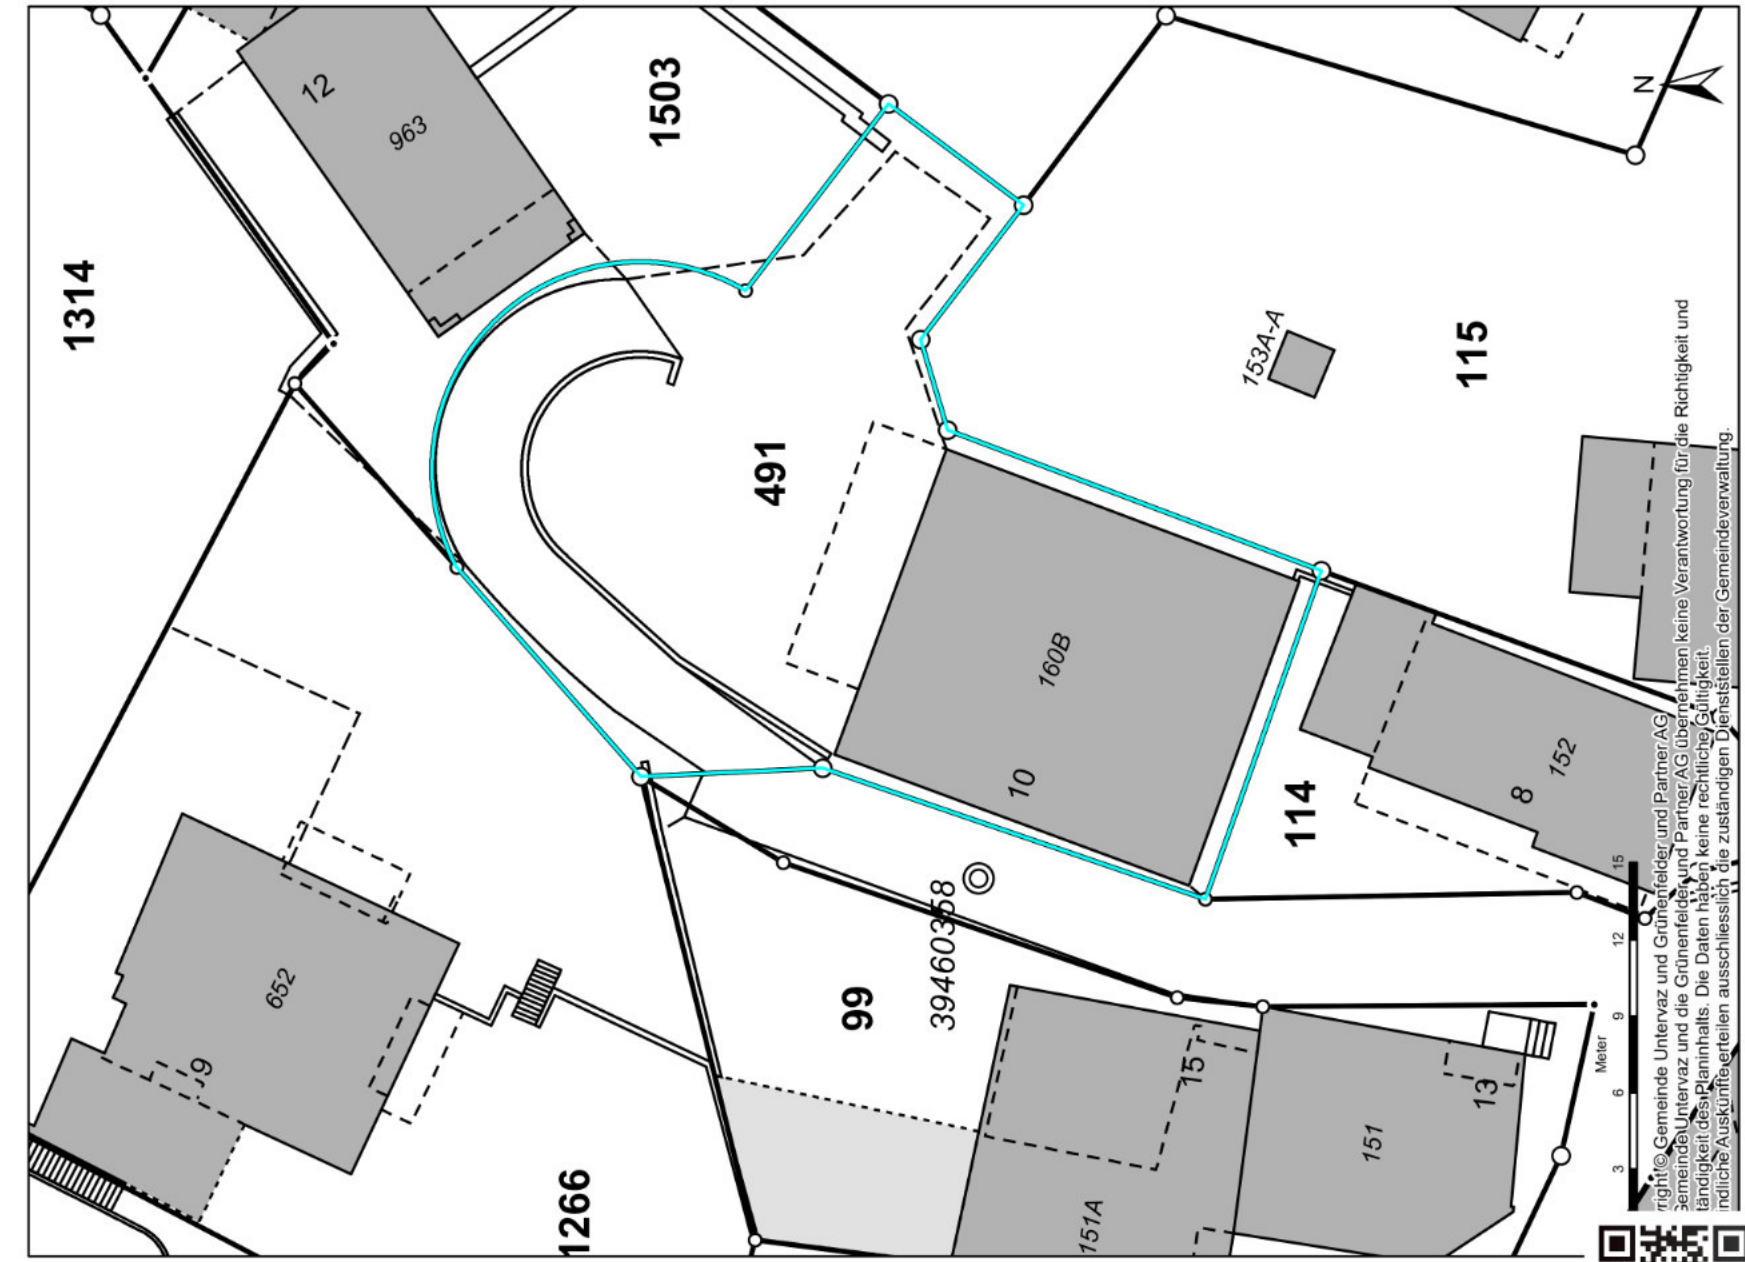 12
963
1503
1314
N
153A-A
115
491
160B
10
152
8
114
652
9
99
39460358
15
13
151
151A
1266
Meter
3
6
9
12
15
yright © Gemeinde Untervaz und Grünenfelder und Partner AG
Gemeinde Untervaz und die Grünenfelder und Partner AG übernehmen keine Verantwortung für die Richtigkeit und
tändigkeit des Planinhalts. Die Daten haben keine rechtliche Gültigkeit.
indliche Auskünfte erteilen ausschliesslich die zuständigen Dienststellen der Gemeindeverwaltung.